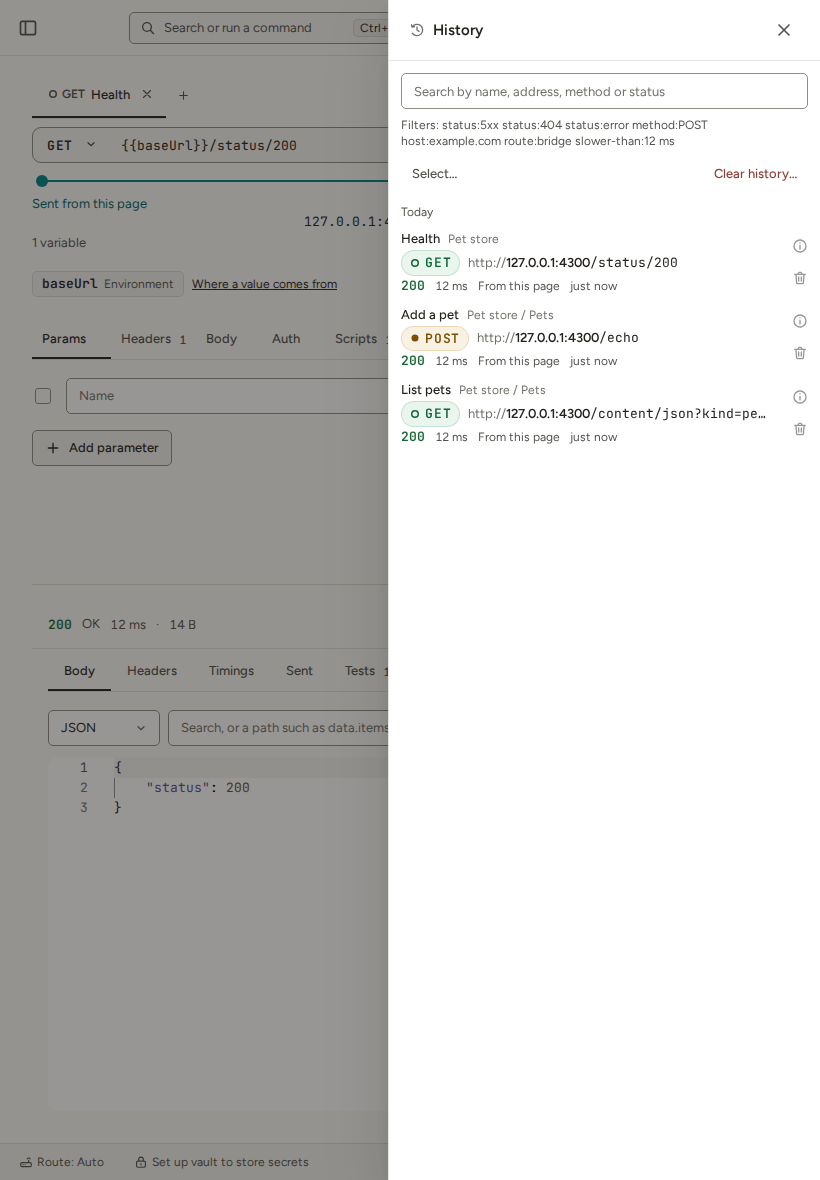 Search or run a command Ctrl+
GET Health
GET {{baseUrl}}/status/200
Sent from this page
127.0.0.1:4
1 variable
baseUrl Environment Where a value comes from
Params Headers 1 Body Auth Scripts
Name
Add parameter
200 OK 12 ms · 14 B
Body Headers Timings Sent Tests 1
JSON Search, or a path such as data.items
1 {
2 "status": 200
3 }
Route: Auto Set up vault to store secrets
History
Search by name, address, method or status
Filters: status:5xx status:404 status:error method:POST
host:example.com route:bridge slower-than:12 ms
Select... Clear history...
Today
Health Pet store
GET http://127.0.0.1:4300/status/200
200 12 ms From this page just now
Add a pet Pet store / Pets
POST http://127.0.0.1:4300/echo
200 12 ms From this page just now
List pets Pet store / Pets
GET http://127.0.0.1:4300/content/json?kind=pe…
200 12 ms From this page just now